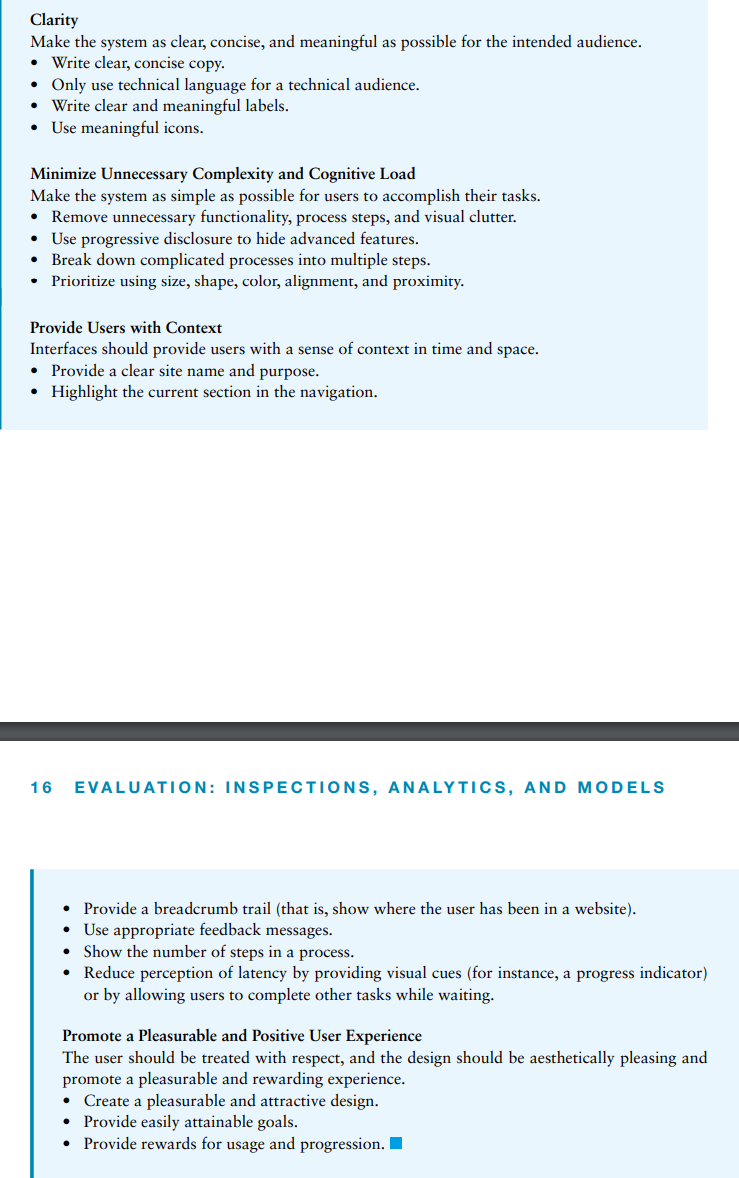 Clarity
Make the system as clear, concise, and meaningful as possible for the intended audience.
• Write clear, concise copy.
• Only use technical language for a technical audience.
• Write clear and meaningful labels.
• Use meaningful icons.
Minimize Unnecessary Complexity and Cognitive Load
Make the system as simple as possible for users to accomplish their tasks.
• Remove unnecessary functionality, process steps, and visual clutter.
• Use progressive disclosure to hide advanced features.
• Break down complicated processes into multiple steps.
• Prioritize using size, shape, color, alignment, and proximity.
Provide Users with Context
Interfaces should provide users with a sense of context in time and space.
• Provide a clear site name and purpose.
• Highlight the current section in the navigation.
16 EVALUATION: INSPECTIONS, ANALYTICS, AND MODELS
• Provide a breadcrumb trail (that is, show where the user has been in a website).
• Use appropriate feedback messages.
• Show the number of steps in a process.
• Reduce perception of latency by providing visual cues (for instance, a progress indicator)
or by allowing users to complete other tasks while waiting.
Promote a Pleasurable and Positive User Experience
The user should be treated with respect, and the design should be aesthetically pleasing and
promote a pleasurable and rewarding experience.
• Create a pleasurable and attractive design.
• Provide easily attainable goals.
• Provide rewards for usage and progression.